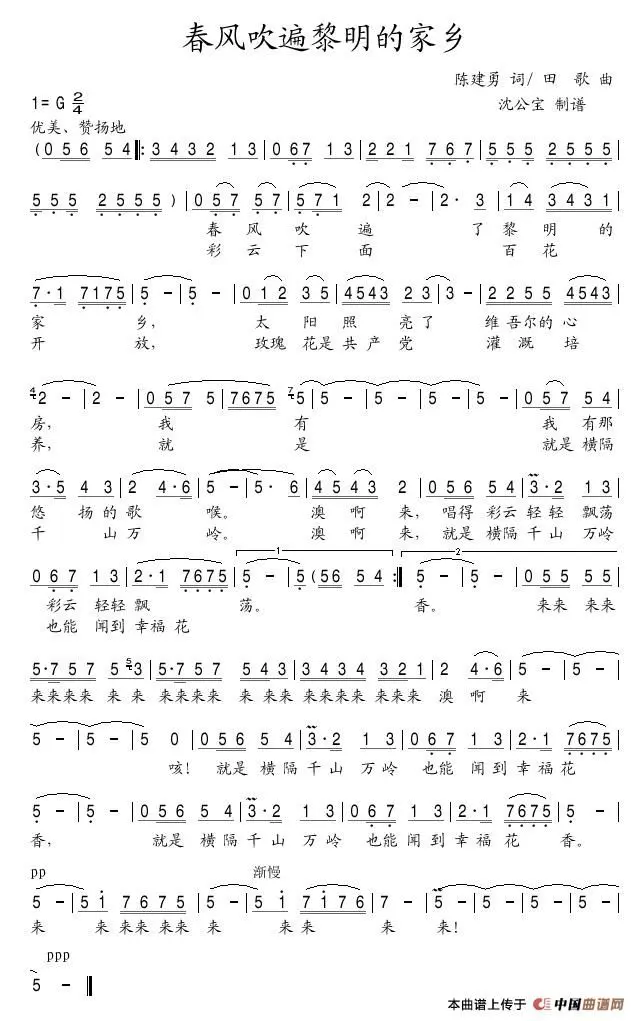 春风吹遍黎明的家乡
陈建勇 词/ 田 歌 曲
1= G 2/4
沈公宝 制谱
优美、赞扬地
( 0 5 6 5 4 ‖: 3 4 3 2 1 3 | 0 6 7 1 3 | 2 2 1 7 6 7 | 5 5 5 2 5 5 5 |
5 5 5 2 5 5 5 ) | 0 5 7 5 7 | 5 7 1 2 | 2 - | 2· 3 | 1 4 3 4 3 1 |
春 风 吹 遍 了 黎 明 的
彩 云 下 面 百 花
7·1 7 1 7 5 | 5 - | 5 - | 0 1 2 3 5 | 4 5 4 3 2 3 | 3 - | 2 2 5 5 4 5 4 3 |
家 乡, 太 阳 照 亮 了 维 吾尔 的 心
开 放, 玫瑰 花是 共 产 党 灌 溉 培
4 2 - | 2 - | 0 5 7 5 | 7 6 7 5 | 7 5 - | 5 - | 5 - | 5 - | 0 5 7 5 4 |
房, 我 有 我 有那
养, 就 是 就是 横隔
3·5 4 3 | 2 4·6 | 5 - | 5· 6 | 4 5 4 3 2 | 0 5 6 5 4 | 3·2 1 3 |
悠 扬 的 歌 喉。 澳 啊 来, 唱得 彩云 轻轻 飘荡
千 山 万 岭。 澳 啊 来, 就是 横隔 千山 万岭
0 6 7 1 3 | 2·1 7 6 7 5 | 1 5 - | 5 ( 5 6 5 4 :‖ 2 5 - | 5 - | 0 5 5 5 5 |
彩云 轻轻 飘 荡。 香。 来来 来来
也能 闻到 幸福 花
5·7 5 7 5 5 3 | 5·7 5 7 5 4 3 | 3 4 3 4 3 2 1 | 2 4·6 | 5 - | 5 - |
来来来来 来 来 来来来来 来 来 来来来来 来来来 澳 啊 来
5 - | 5 - | 5 0 | 0 5 6 5 4 | 3·2 1 3 | 0 6 7 1 3 | 2·1 7 6 7 5 |
咳! 就是 横隔 千山 万岭 也能 闻到 幸福 花
5 - | 5 - | 0 5 6 5 4 | 3·2 1 3 | 0 6 7 1 3 | 2·1 7 6 7 5 | 5 - |
香, 就是 横隔 千山 万岭 也能 闻到 幸福 花 香。
pp 渐慢
5 - | 5 1 7 6 7 5 | 5 - | 5 1 7 1 7 6 | 7 - | 5 - | 5 - | 5 - |
来 来 来来 来来 来 来来 来 来!
ppp
5 - ‖
本曲谱上传于 中国曲谱网